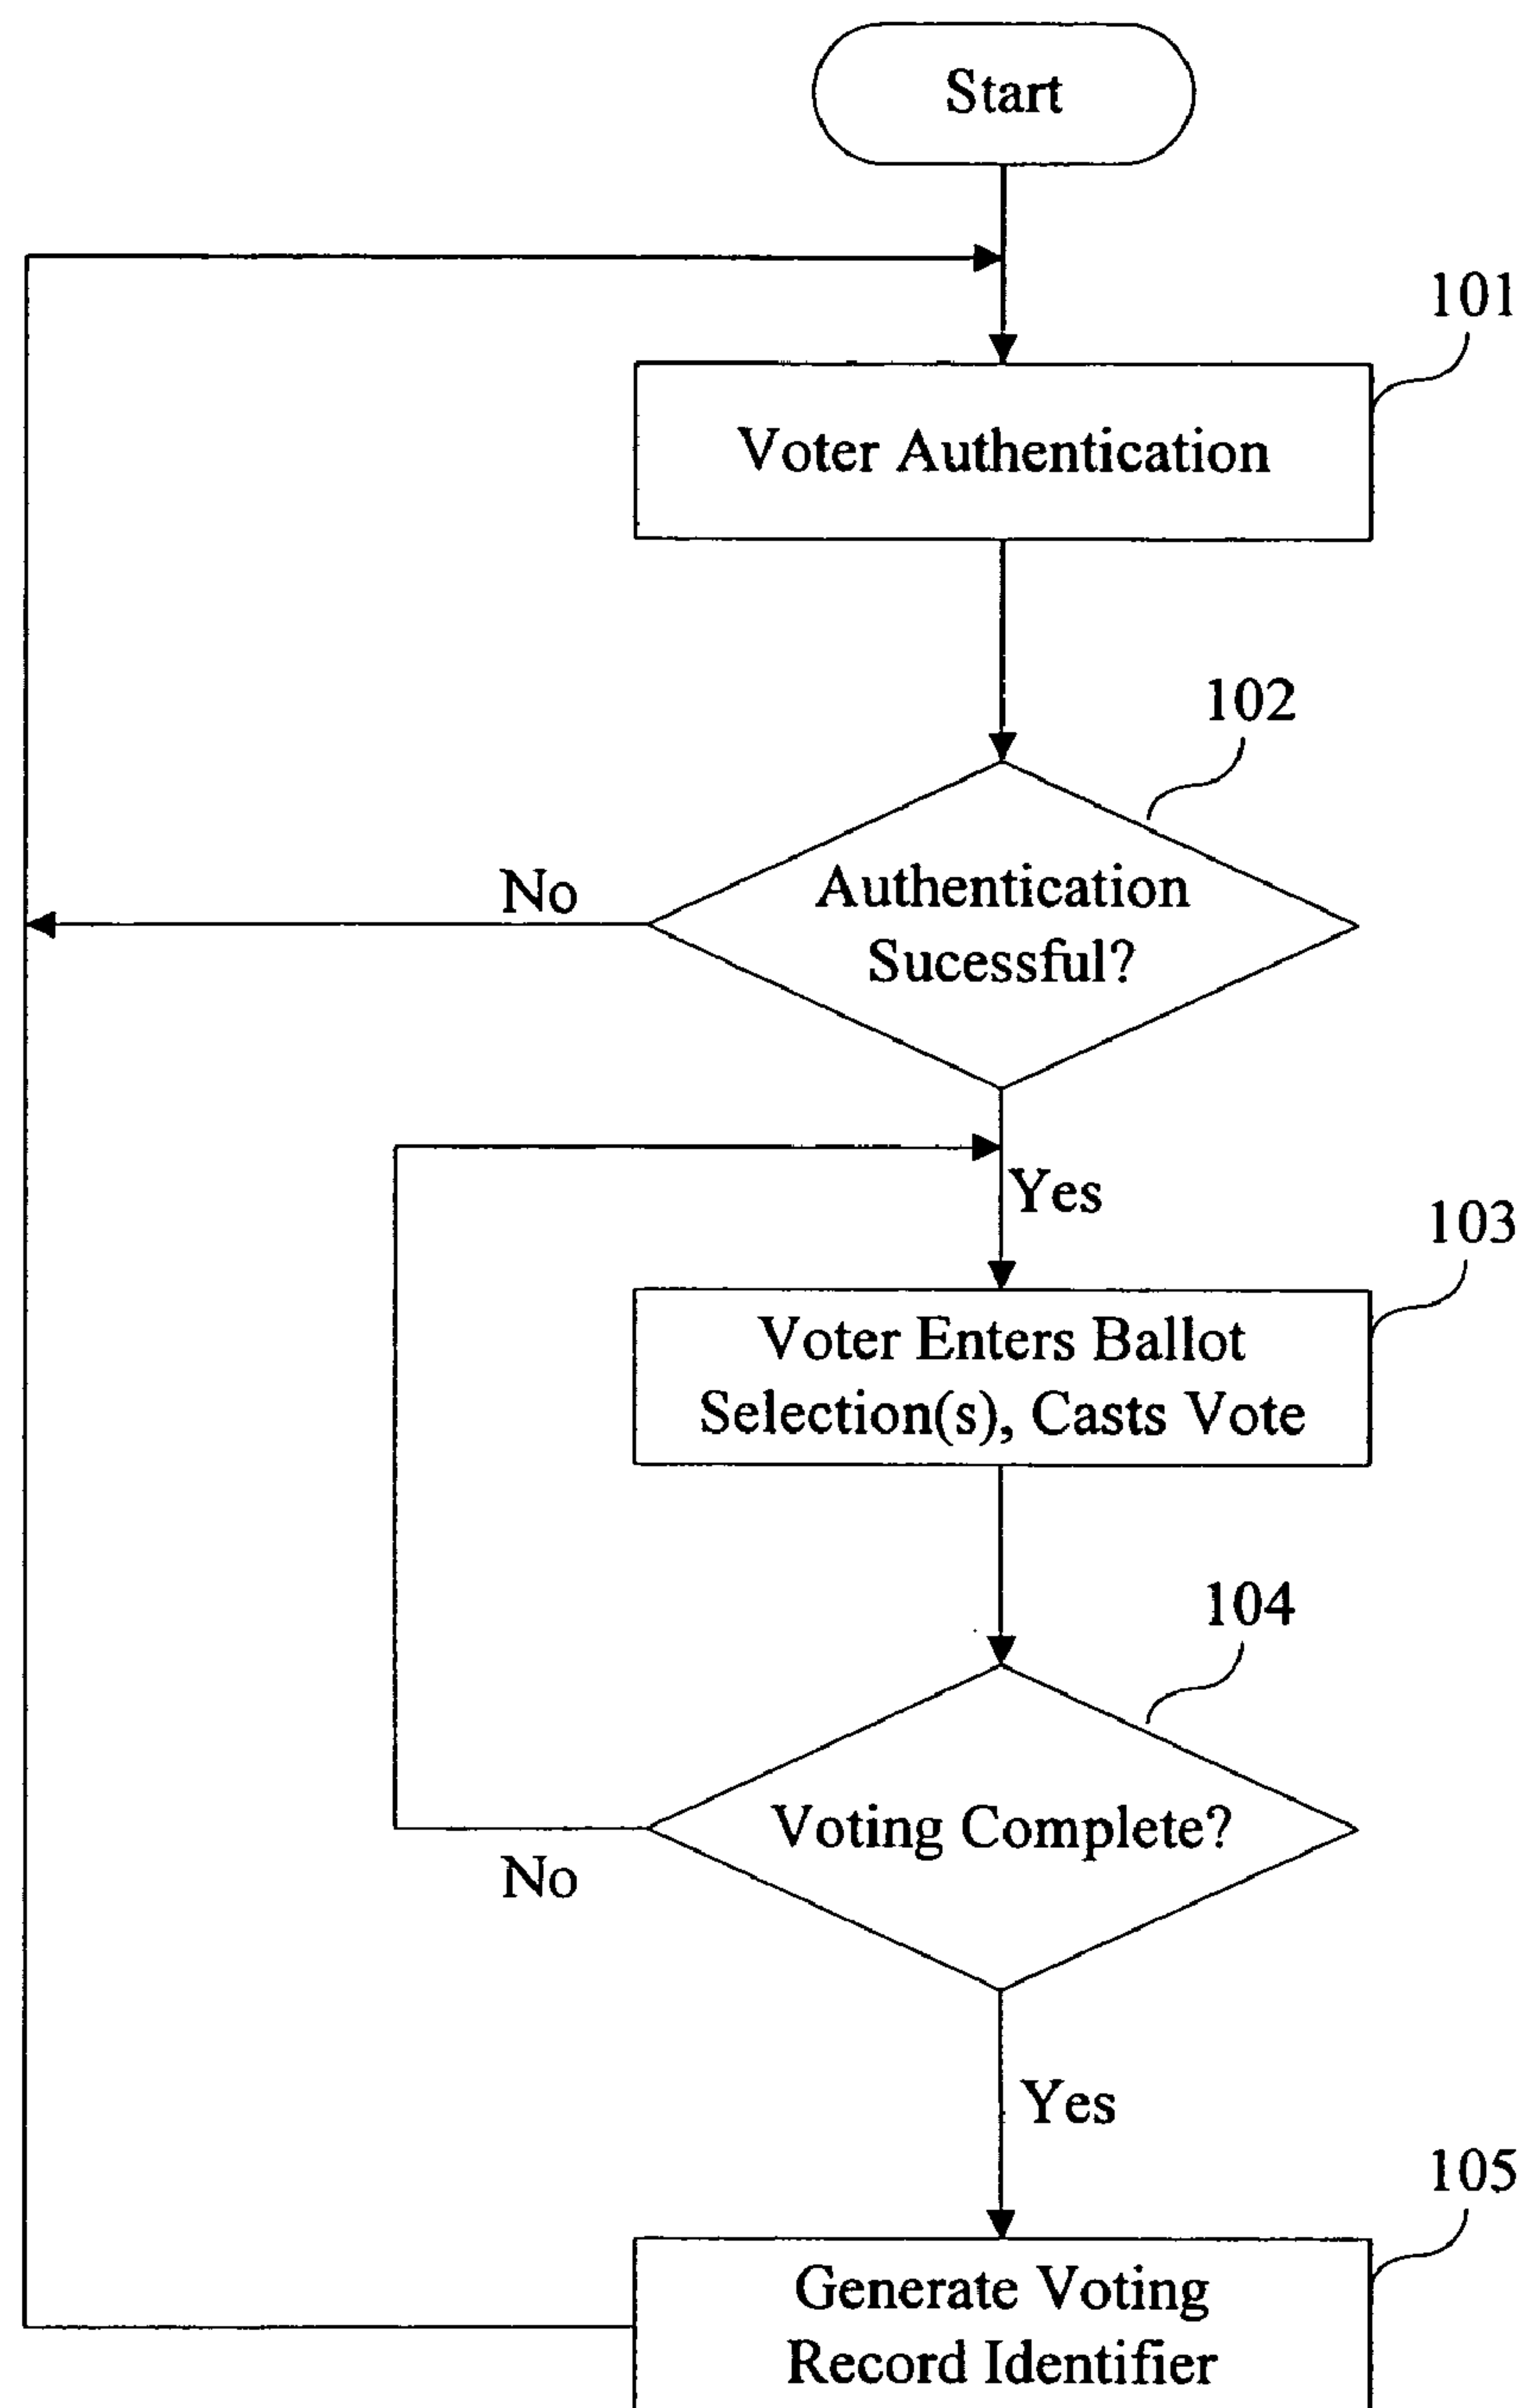 Start
101
Voter Authentication
102
No
Authentication
Sucessful?
Yes
103
Voter Enters Ballot
Selection(s), Casts Vote
104
Voting Complete?
No
Yes
105
Generate Voting
Record Identifier